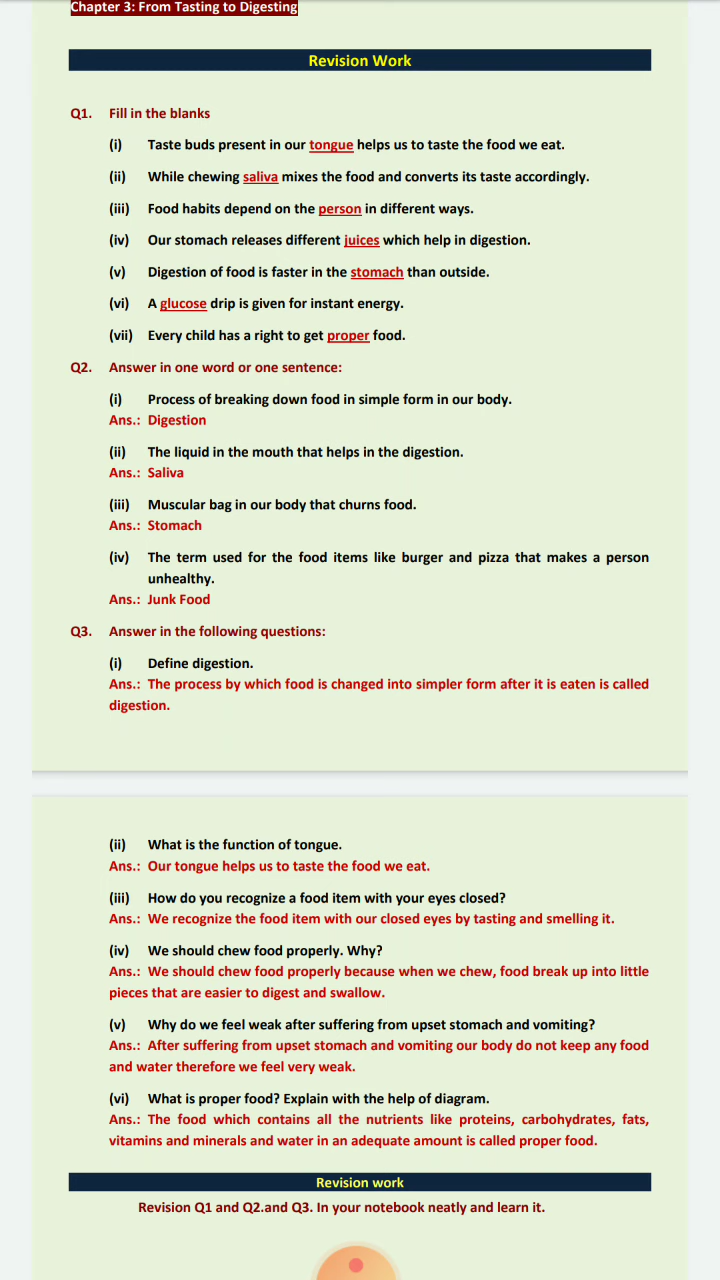 Chapter 3: From Tasting to Digesting
Revision Work
Q1. Fill in the blanks
(i) Taste buds present in our tongue helps us to taste the food we eat.
(ii) While chewing saliva mixes the food and converts its taste accordingly.
(iii) Food habits depend on the person in different ways.
(iv) Our stomach releases different juices which help in digestion.
(v) Digestion of food is faster in the stomach than outside.
(vi) A glucose drip is given for instant energy.
(vii) Every child has a right to get proper food.
Q2. Answer in one word or one sentence:
(i) Process of breaking down food in simple form in our body.
Ans.: Digestion
(ii) The liquid in the mouth that helps in the digestion.
Ans.: Saliva
(iii) Muscular bag in our body that churns food.
Ans.: Stomach
(iv) The term used for the food items like burger and pizza that makes a person
unhealthy.
Ans.: Junk Food
Q3. Answer in the following questions:
(i) Define digestion.
Ans.: The process by which food is changed into simpler form after it is eaten is called
digestion.
(ii) What is the function of tongue.
Ans.: Our tongue helps us to taste the food we eat.
(iii) How do you recognize a food item with your eyes closed?
Ans.: We recognize the food item with our closed eyes by tasting and smelling it.
(iv) We should chew food properly. Why?
Ans.: We should chew food properly because when we chew, food break up into little
pieces that are easier to digest and swallow.
(v) Why do we feel weak after suffering from upset stomach and vomiting?
Ans.: After suffering from upset stomach and vomiting our body do not keep any food
and water therefore we feel very weak.
(vi) What is proper food? Explain with the help of diagram.
Ans.: The food which contains all the nutrients like proteins, carbohydrates, fats,
vitamins and minerals and water in an adequate amount is called proper food.
Revision work
Revision Q1 and Q2.and Q3. In your notebook neatly and learn it.